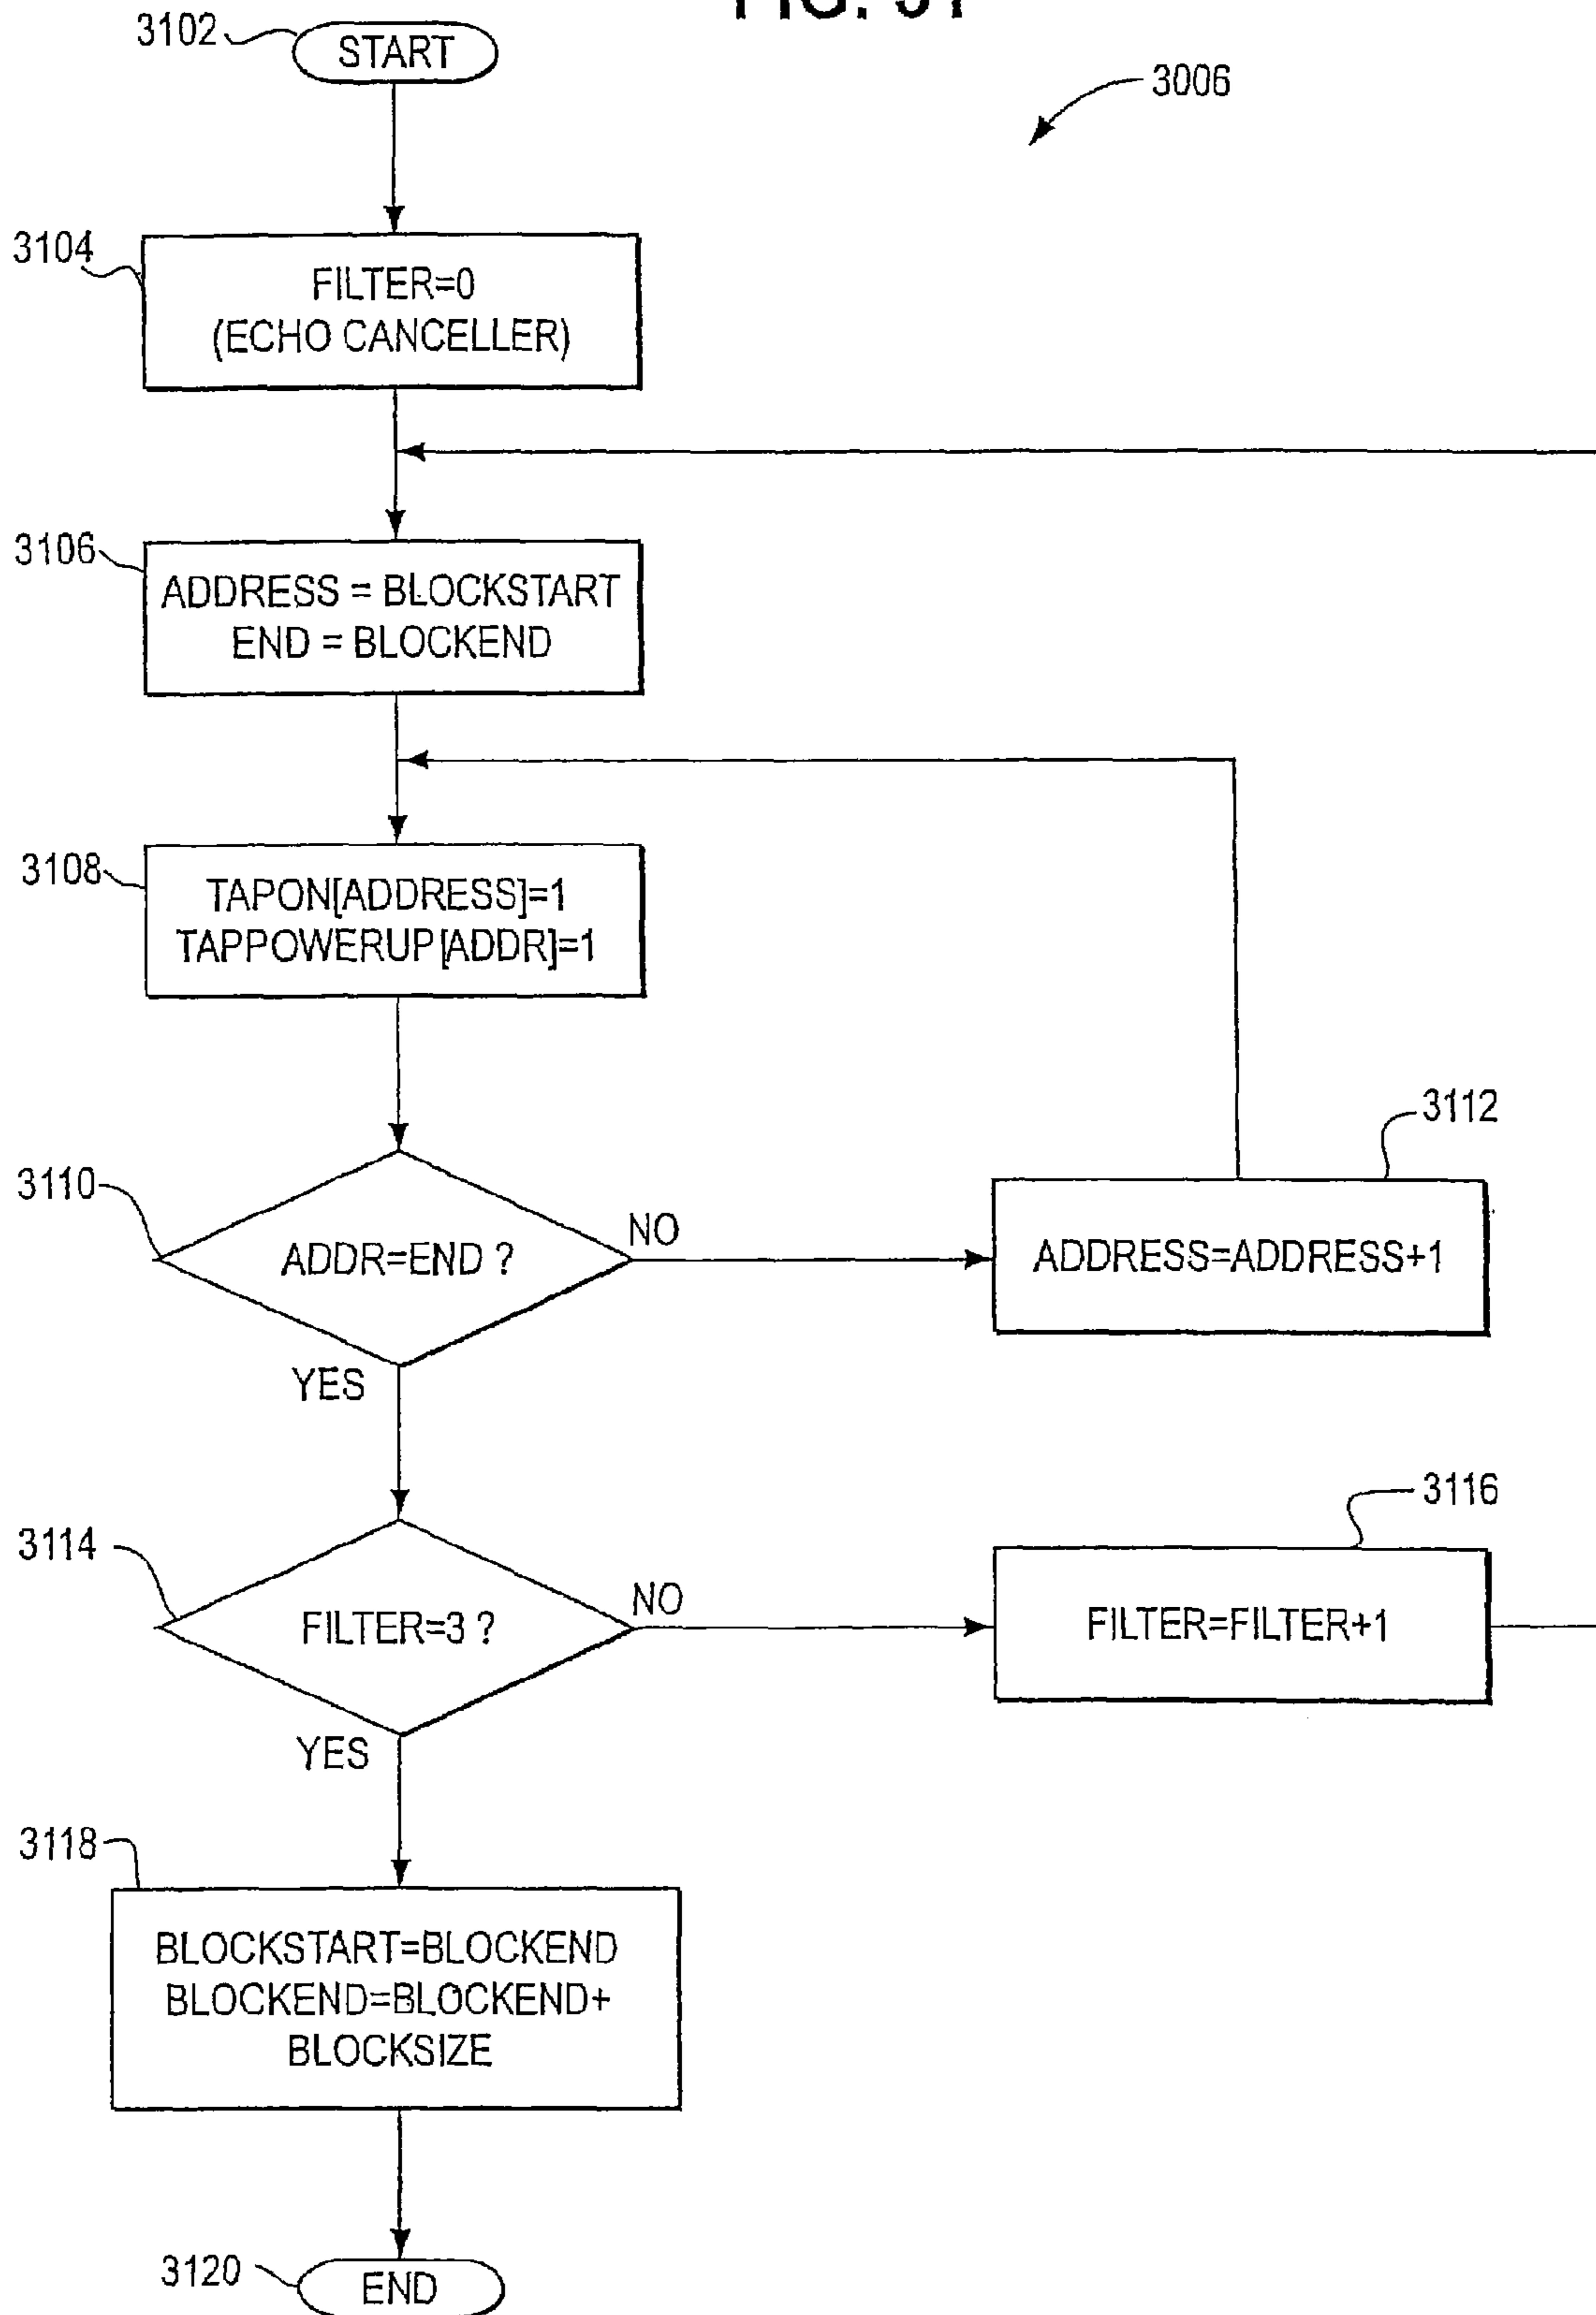 3102
START
3006
3104
FILTER=0
(ECHO CANCELLER)
3106
ADDRESS = BLOCKSTART
END = BLOCKEND
3108
TAPON[ADDRESS]=1
TAPPOWERUP[ADDR]=1
3110
ADDR=END ?
NO
YES
3112
ADDRESS=ADDRESS+1
3114
FILTER=3 ?
NO
YES
3116
FILTER=FILTER+1
3118
BLOCKSTART=BLOCKEND
BLOCKEND=BLOCKEND+
BLOCKSIZE
3120
END